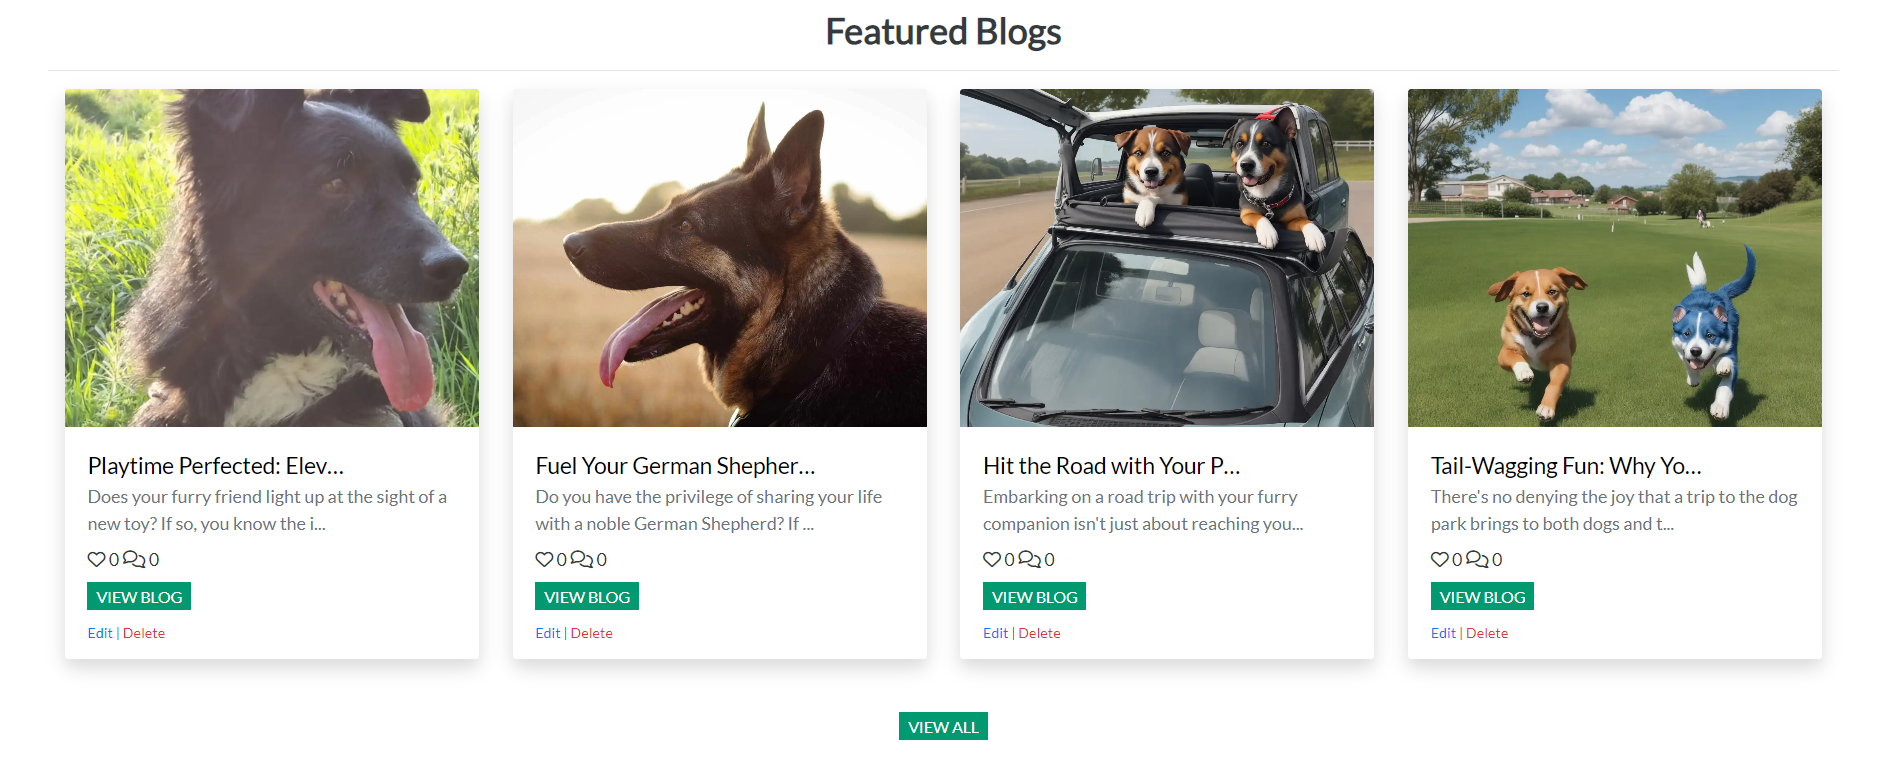 Featured Blogs
Playtime Perfected: Elev...
Does your furry friend light up at the sight of a
new toy? If so, you know the i...
0 0
VIEW BLOG
Edit | Delete
Fuel Your German Shepher...
Do you have the privilege of sharing your life
with a noble German Shepherd? If ...
0 0
VIEW BLOG
Edit | Delete
Hit the Road with Your P...
Embarking on a road trip with your furry
companion isn't just about reaching you...
0 0
VIEW BLOG
Edit | Delete
Tail-Wagging Fun: Why Yo...
There's no denying the joy that a trip to the dog
park brings to both dogs and t...
0 0
VIEW BLOG
Edit | Delete
VIEW ALL